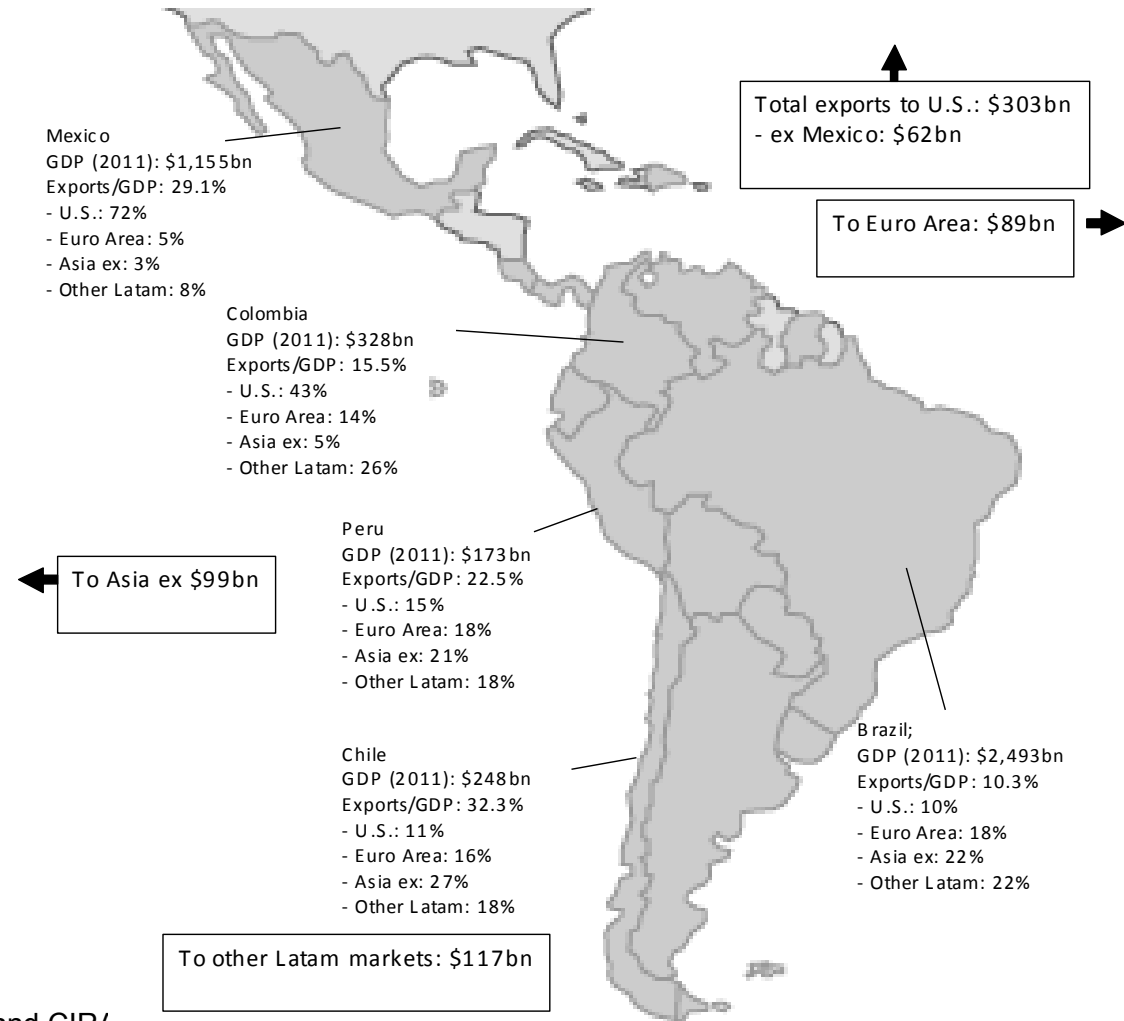 Total exports to U.S.: $303bn
- ex Mexico: $62bn
To Euro Area: $89bn
Mexico
GDP (2011): $1,155bn
Exports/GDP: 29.1%
- U.S.: 72%
- Euro Area: 5%
- Asia ex: 3%
- Other Latam: 8%
Colombia
GDP (2011): $328bn
Exports/GDP: 15.5%
- U.S.: 43%
- Euro Area: 14%
- Asia ex: 5%
- Other Latam: 26%
Peru
GDP (2011): $173bn
Exports/GDP: 22.5%
- U.S.: 15%
- Euro Area: 18%
- Asia ex: 21%
- Other Latam: 18%
To Asia ex $99bn
Chile
GDP (2011): $248bn
Exports/GDP: 32.3%
- U.S.: 11%
- Euro Area: 16%
- Asia ex: 27%
- Other Latam: 18%
Brazil;
GDP (2011): $2,493bn
Exports/GDP: 10.3%
- U.S.: 10%
- Euro Area: 18%
- Asia ex: 22%
- Other Latam: 22%
To other Latam markets: $117bn